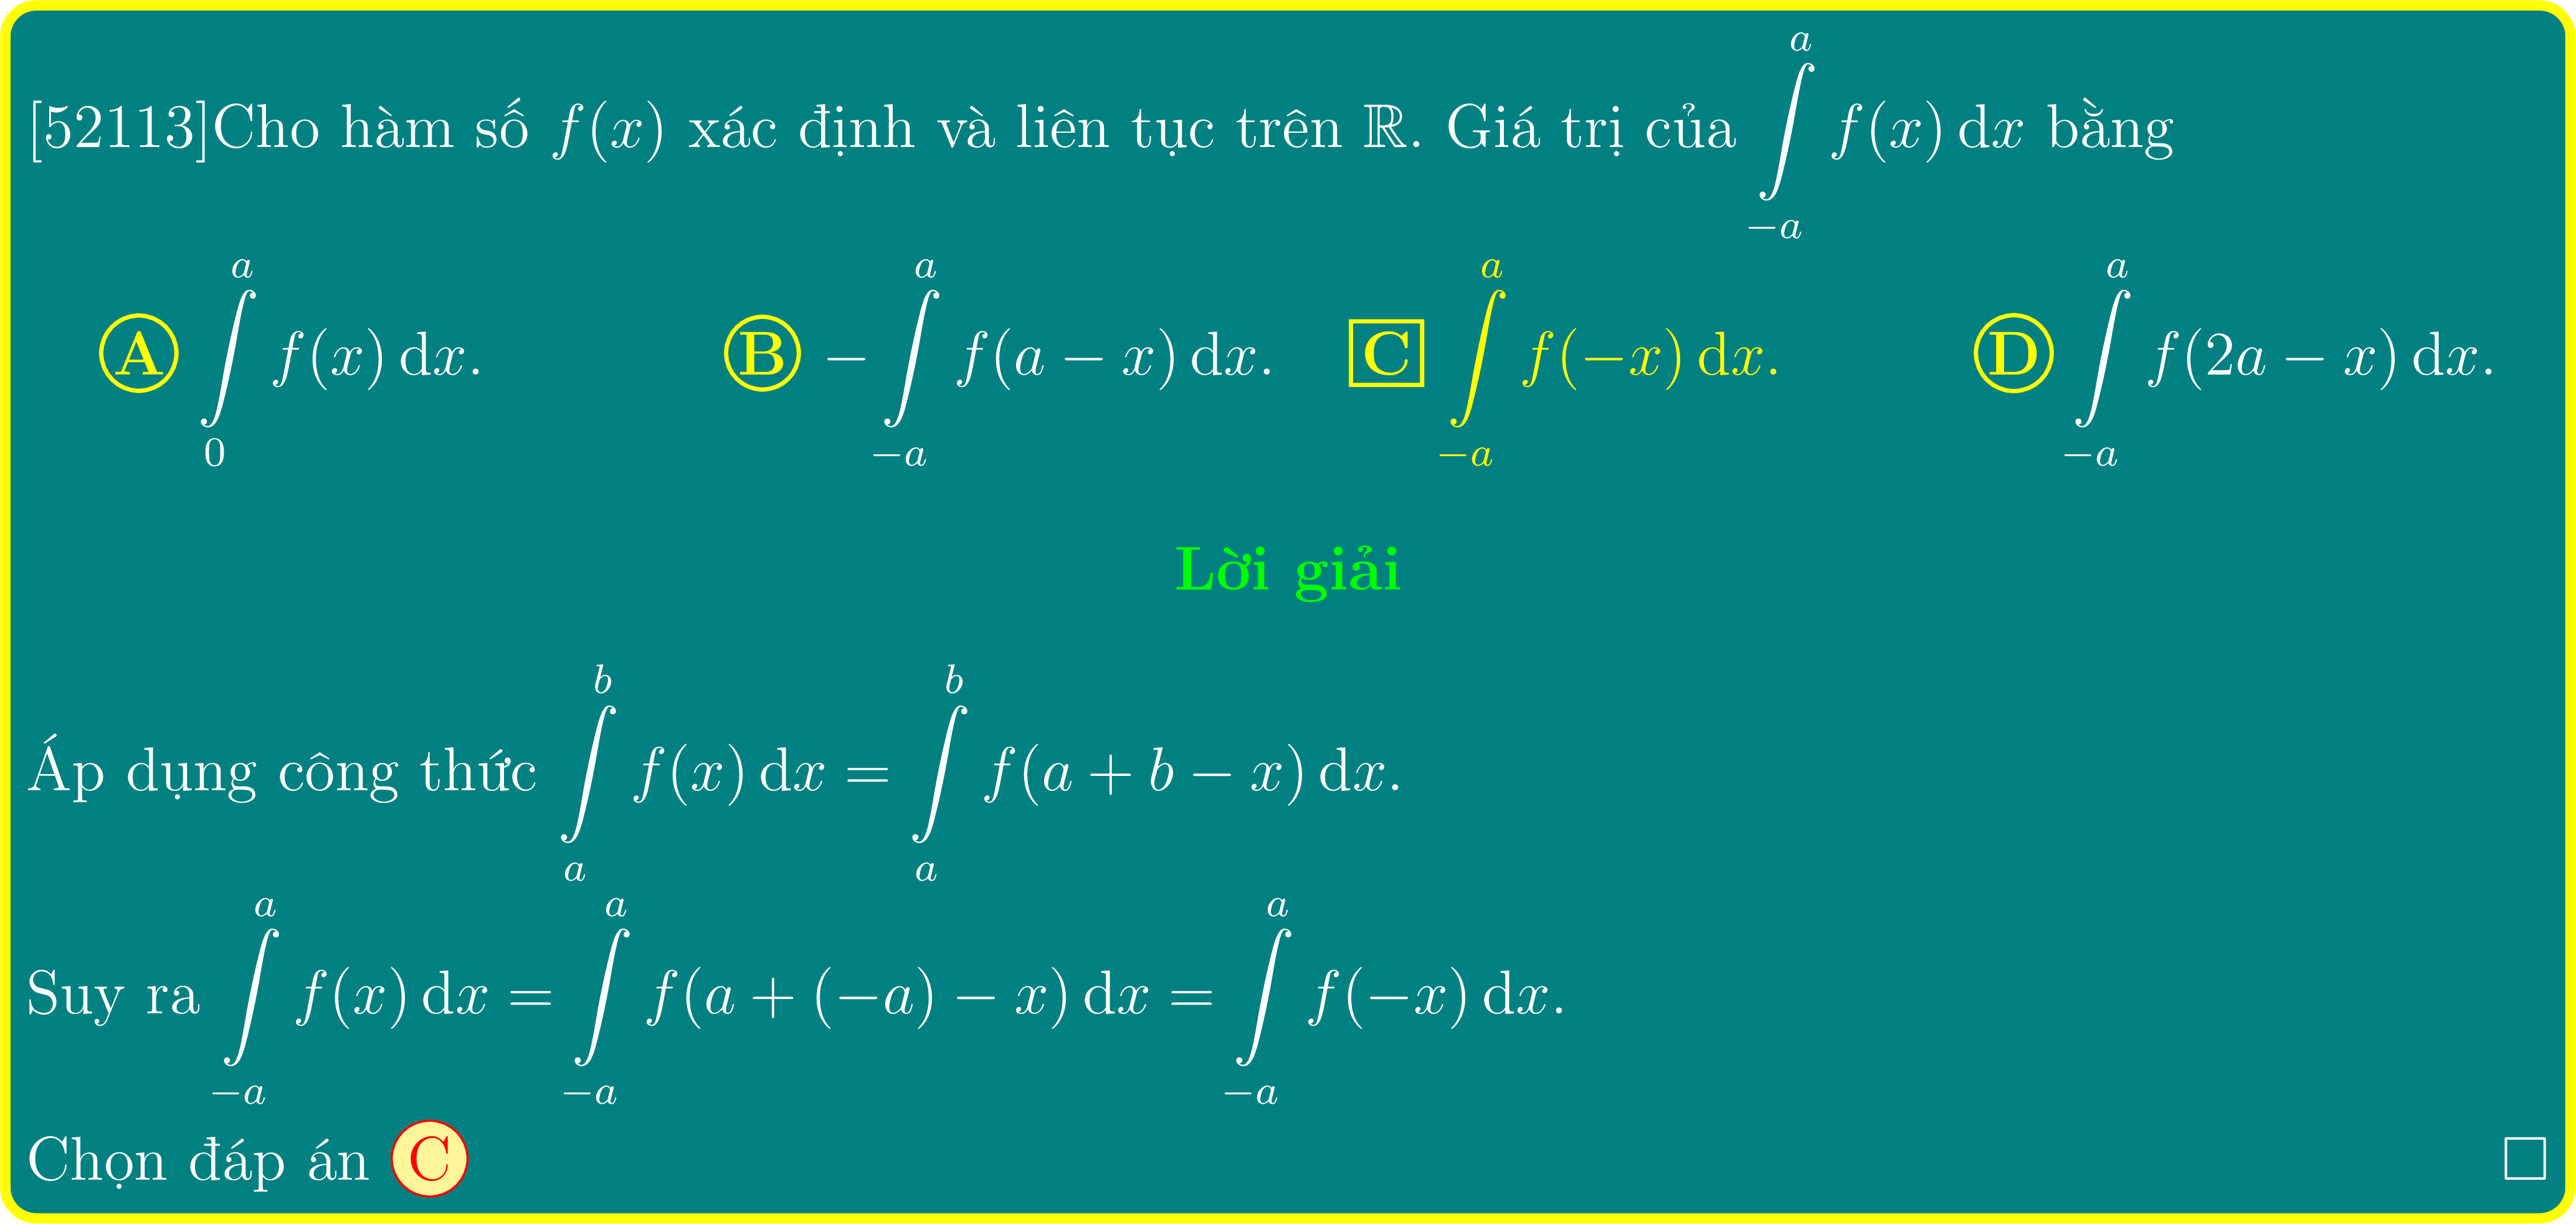 [52113]Cho hàm số $f(x)$ xác định và liên tục trên $\mathbb{R}$. Giá trị của $\int\limits_{-a}^{a} f(x)\,\mathrm{d}x$ bằng
Ⓐ $\int\limits_{0}^{a} f(x)\,\mathrm{d}x.$ Ⓑ $-\int\limits_{-a}^{a} f(a-x)\,\mathrm{d}x.$ C $\int\limits_{-a}^{a} f(-x)\,\mathrm{d}x.$ Ⓓ $\int\limits_{-a}^{a} f(2a-x)\,\mathrm{d}x.$
Lời giải
Áp dụng công thức $\int\limits_{a}^{b} f(x)\,\mathrm{d}x = \int\limits_{a}^{b} f(a+b-x)\,\mathrm{d}x.$
Suy ra $\int\limits_{-a}^{a} f(x)\,\mathrm{d}x = \int\limits_{-a}^{a} f(a+(-a)-x)\,\mathrm{d}x = \int\limits_{-a}^{a} f(-x)\,\mathrm{d}x.$
Chọn đáp án Ⓒ □